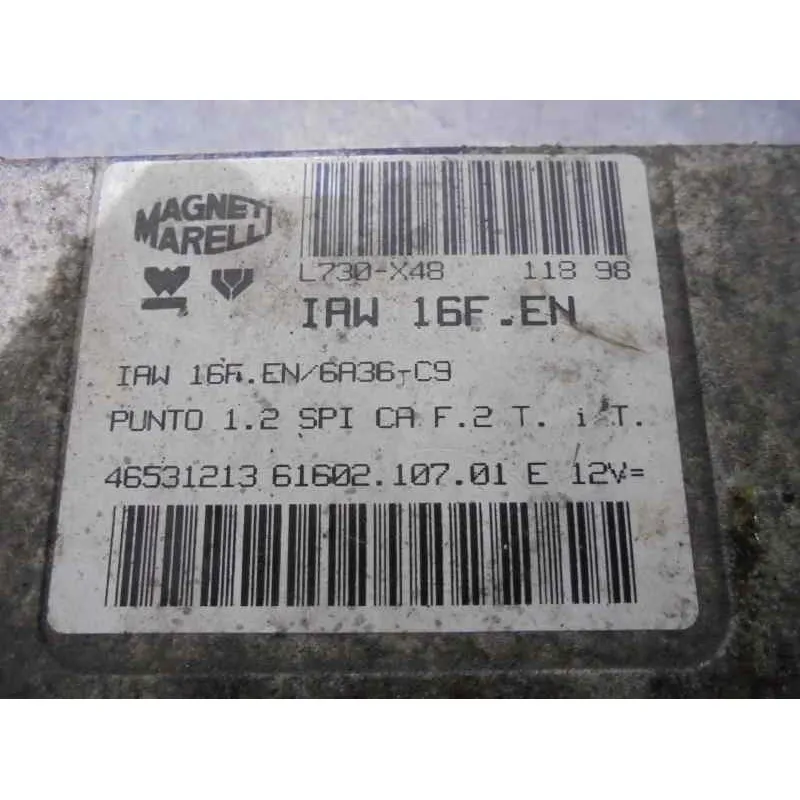 MAGNETI
MARELLI
L730-X48 118 98
IAW 16F.EN
IAW 16F.EN/6A36-C9
PUNTO 1.2 SPI CA F.2 T. i T.
46531213 61602.107.01 E 12V=